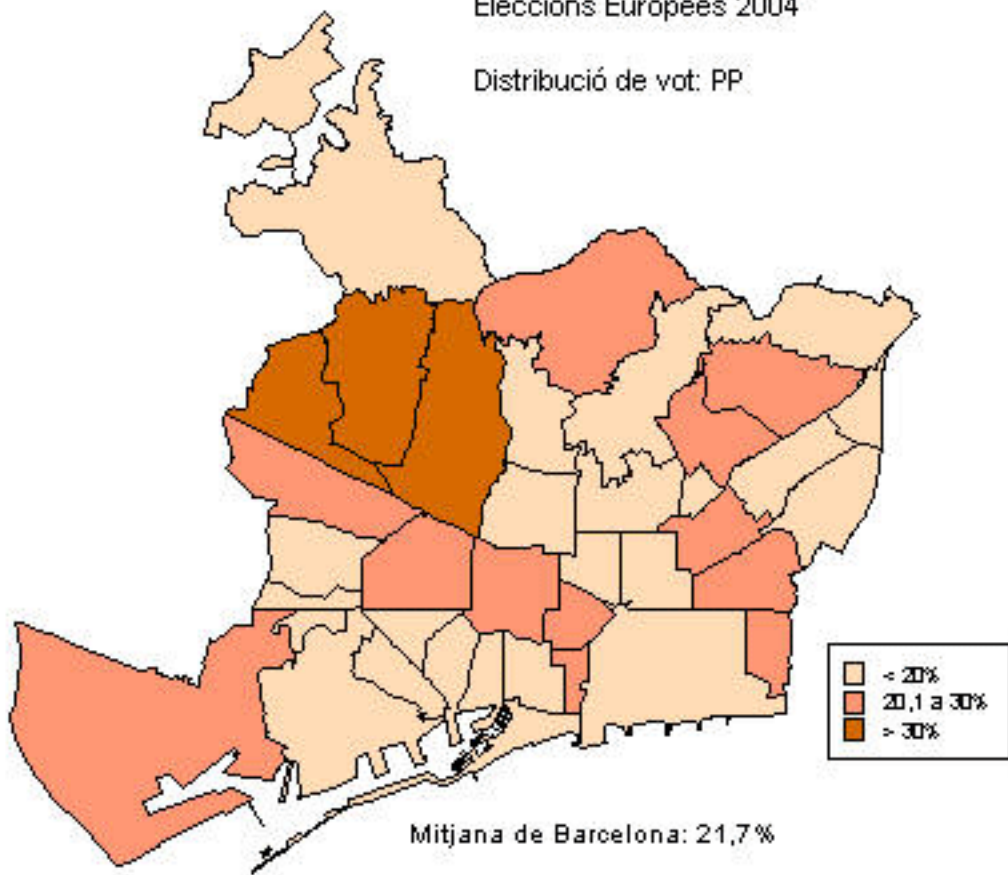 Eleccions Europees 2004
Distribució de vot: PP
< 20%
20,1 a 30%
> 30%
Mitjana de Barcelona: 21,7%